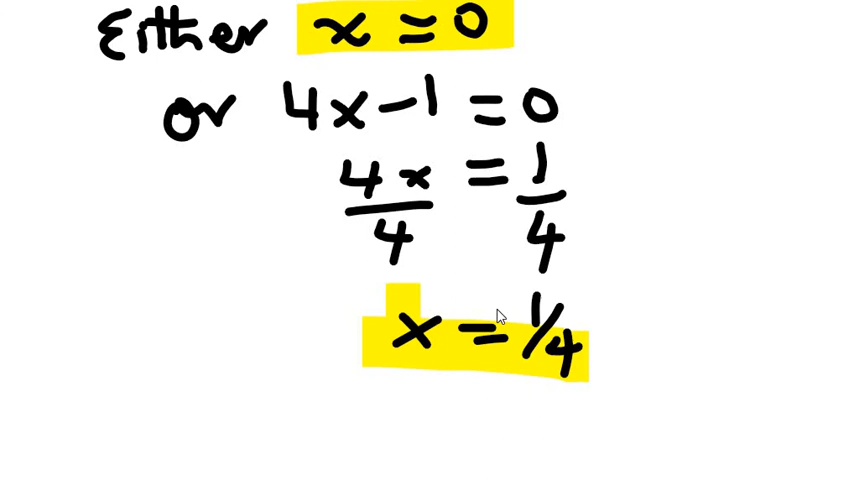 Either x = 0
or 4x - 1 = 0
4x/4 = 1/4
x = 1/4